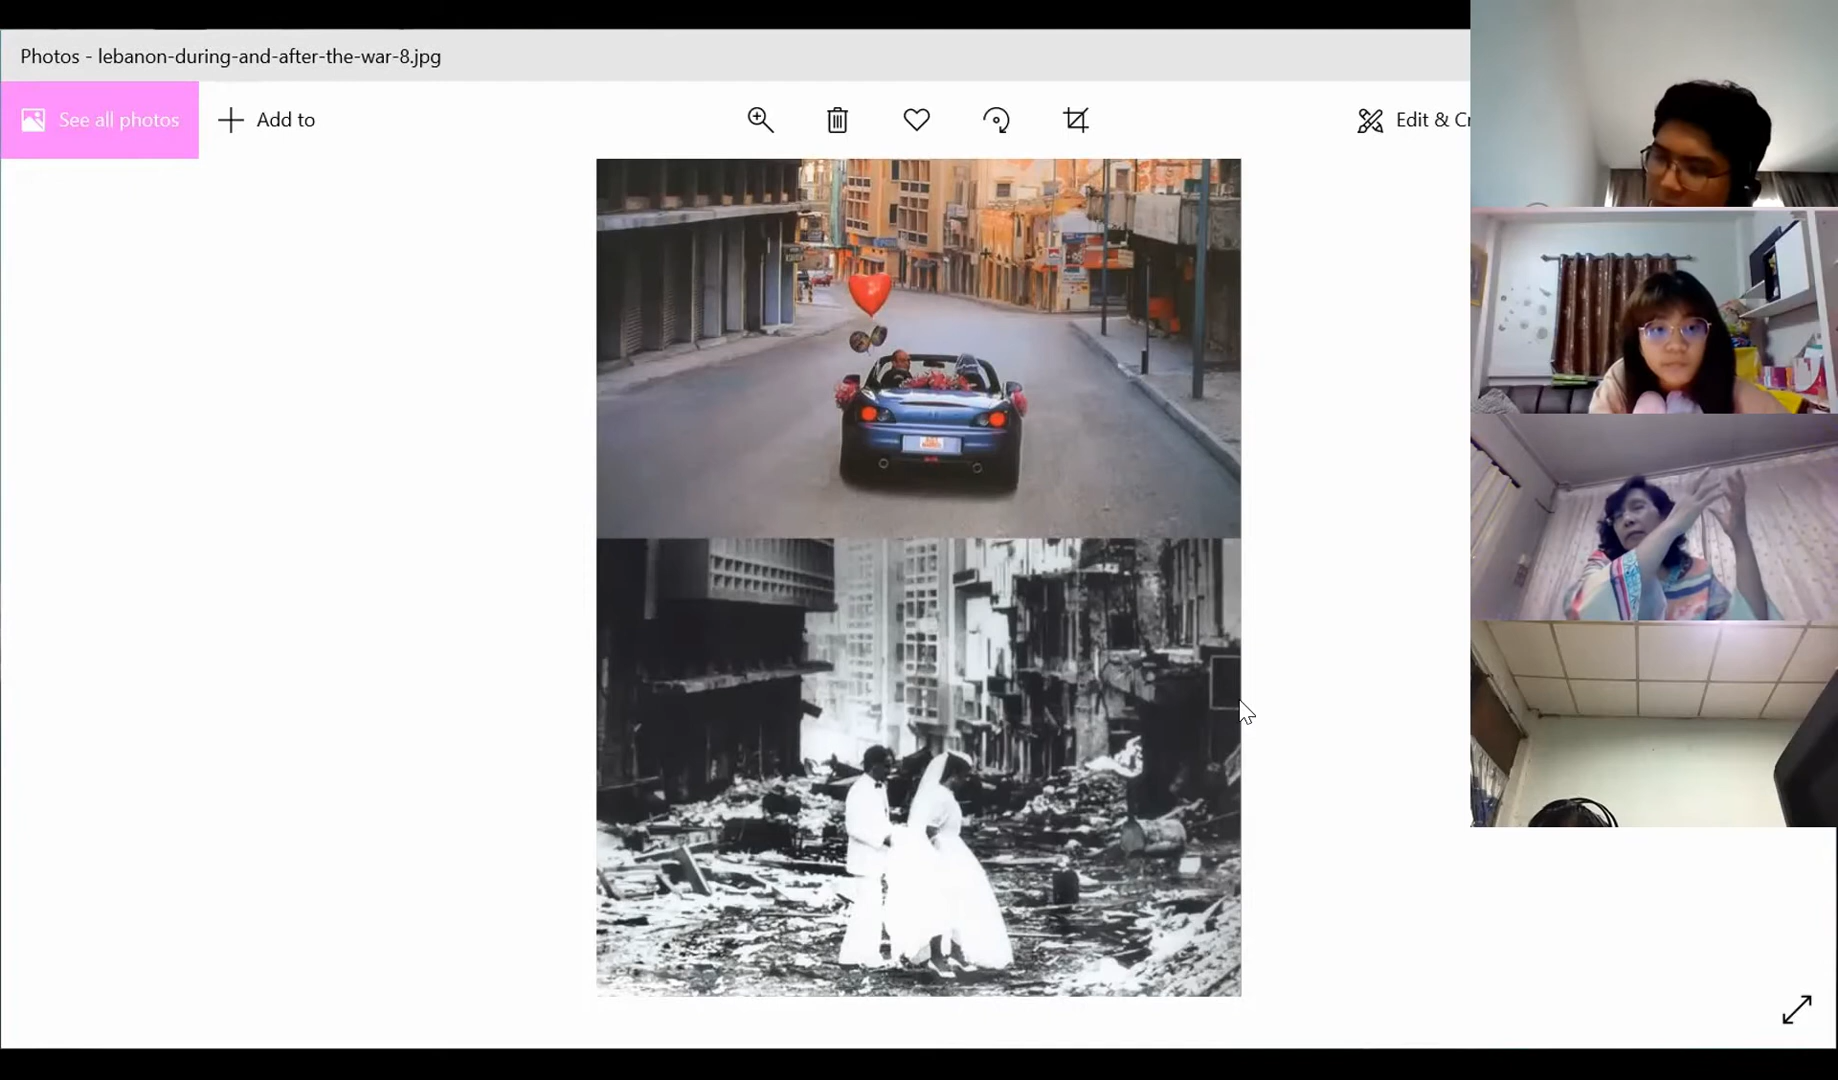 Photos - lebanon-during-and-after-the-war-8.jpg
See all photos
Add to
Edit & Cr